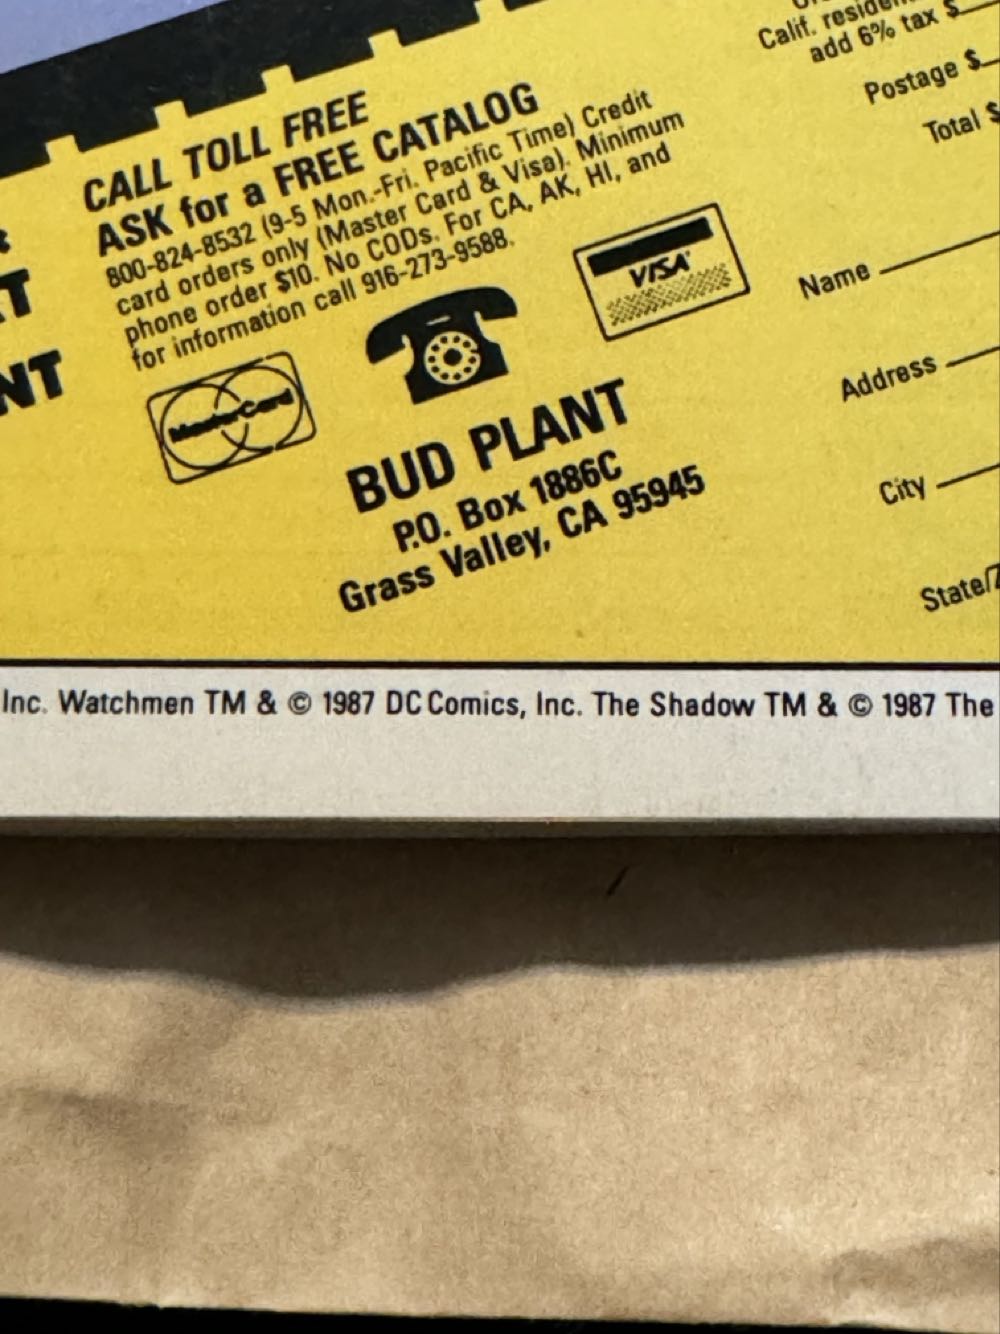 Calif. residen
add 6% tax $
Postage $
Total $
CALL TOLL FREE
ASK for a FREE CATALOG
800-824-8532 (9-5 Mon.-Fri. Pacific Time) Credit
card orders only (Master Card & Visa). Minimum
phone order $10. No CODs. For CA, AK, HI, and
for information call 916-273-9588.
T
NT
MasterCard
VISA
BUD PLANT
P.O. Box 1886C
Grass Valley, CA 95945
Name
Address
City
State/Z
Inc. Watchmen TM & © 1987 DC Comics, Inc. The Shadow TM & © 1987 The